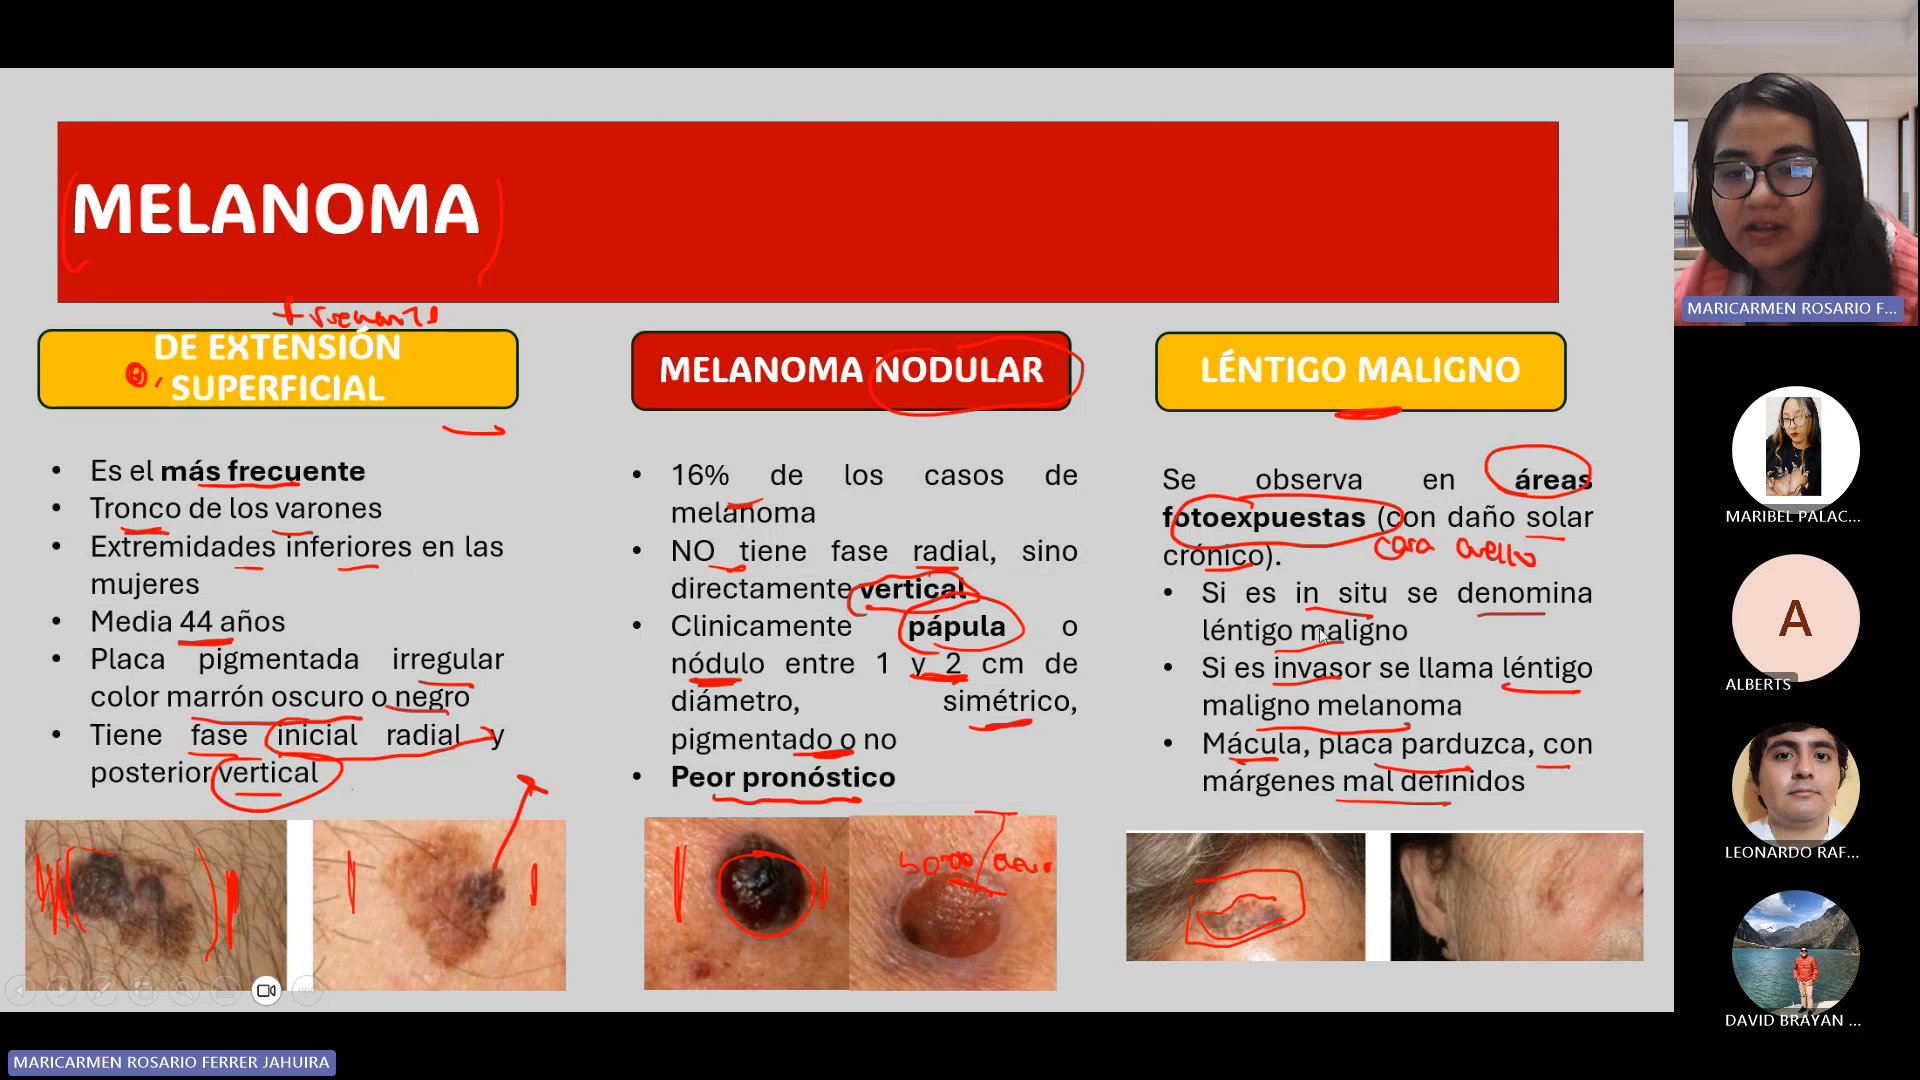 MELANOMA
DE EXTENSIÓN
SUPERFICIAL
• Es el más frecuente
• Tronco de los varones
• Extremidades inferiores en las
mujeres
• Media 44 años
• Placa pigmentada irregular
color marrón oscuro o negro
• Tiene fase inicial radial y
posterior vertical
MELANOMA NODULAR
• 16% de los casos de
melanoma
• NO tiene fase radial, sino
directamente vertical
• Clinicamente pápula o
nódulo entre 1 y 2 cm de
diámetro, simétrico,
pigmentado o no
• Peor pronóstico
LÉNTIGO MALIGNO
Se observa en áreas
fotoexpuestas (con daño solar
crónico).
cara cuello
• Si es in situ se denomina
léntigo maligno
• Si es invasor se llama léntigo
maligno melanoma
• Mácula, placa parduzca, con
márgenes mal definidos
MARICARMEN ROSARIO F...
MARIBEL PALAC...
A
ALBERTS
LEONARDO RAF...
DAVID BRAYAN ...
MARICARMEN ROSARIO FERRER JAHUIRA